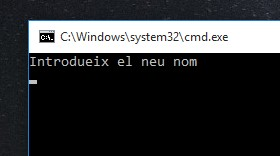 C:\Windows\system32\cmd.exe
Introdueix el neu nom